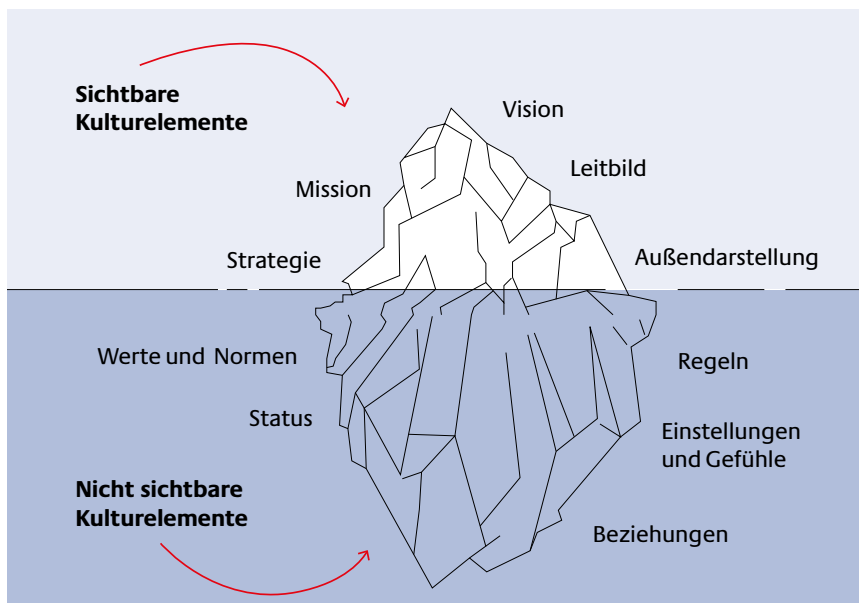 Sichtbare
Kulturelemente
Vision
Leitbild
Mission
Strategie
Außendarstellung
Werte und Normen
Regeln
Status
Einstellungen
und Gefühle
Nicht sichtbare
Kulturelemente
Beziehungen